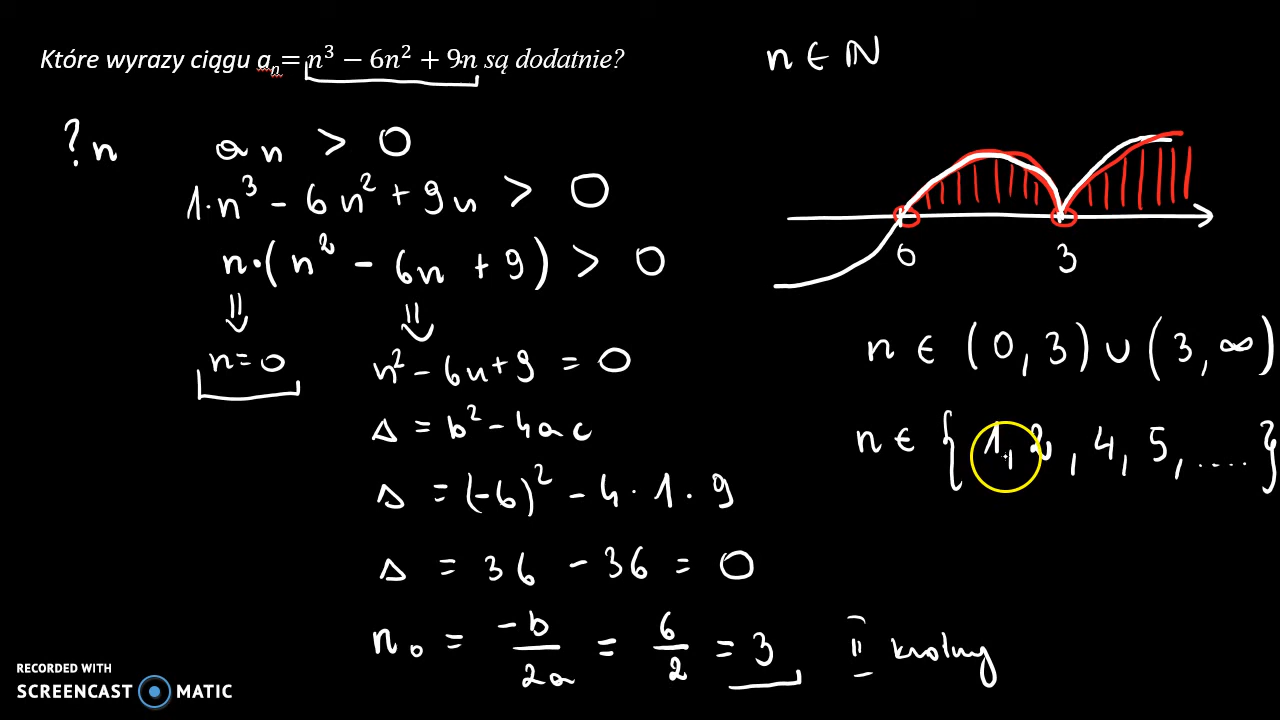 Które wyrazy ciągu aₙ= n³ − 6n² + 9n są dodatnie?
n ∈ ℕ
?n aₙ > 0
1·n³ − 6n² + 9n > 0
n·(n² − 6n + 9) > 0
⇓ ⇓
n = 0
n² − 6n + 9 = 0
Δ = b² − 4ac
Δ = (−6)² − 4 · 1 · 9
Δ = 36 − 36 = 0
n₀ = −b/2a = 6/2 = 3 II krotny
0 3
n ∈ (0, 3) ∪ (3, ∞)
n ∈ {1, 2, 4, 5, ....}
RECORDED WITH
SCREENCAST MATIC